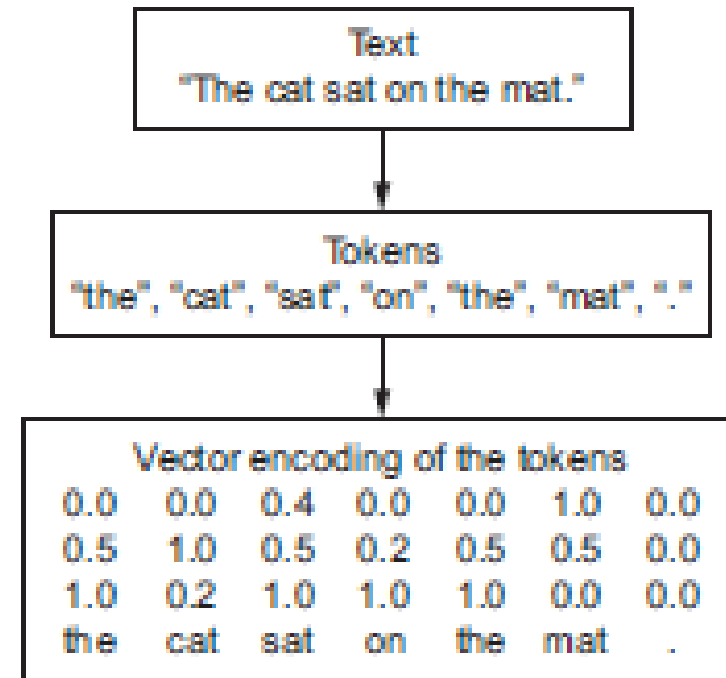 Text
"The cat sat on the mat."
Tokens
"the", "cat", "sat", "on", "the", "mat", "."
Vector encoding of the tokens
0.0 0.0 0.4 0.0 0.0 1.0 0.0
0.5 1.0 0.5 0.2 0.5 0.5 0.0
1.0 0.2 1.0 1.0 1.0 0.0 0.0
the cat sat on the mat .